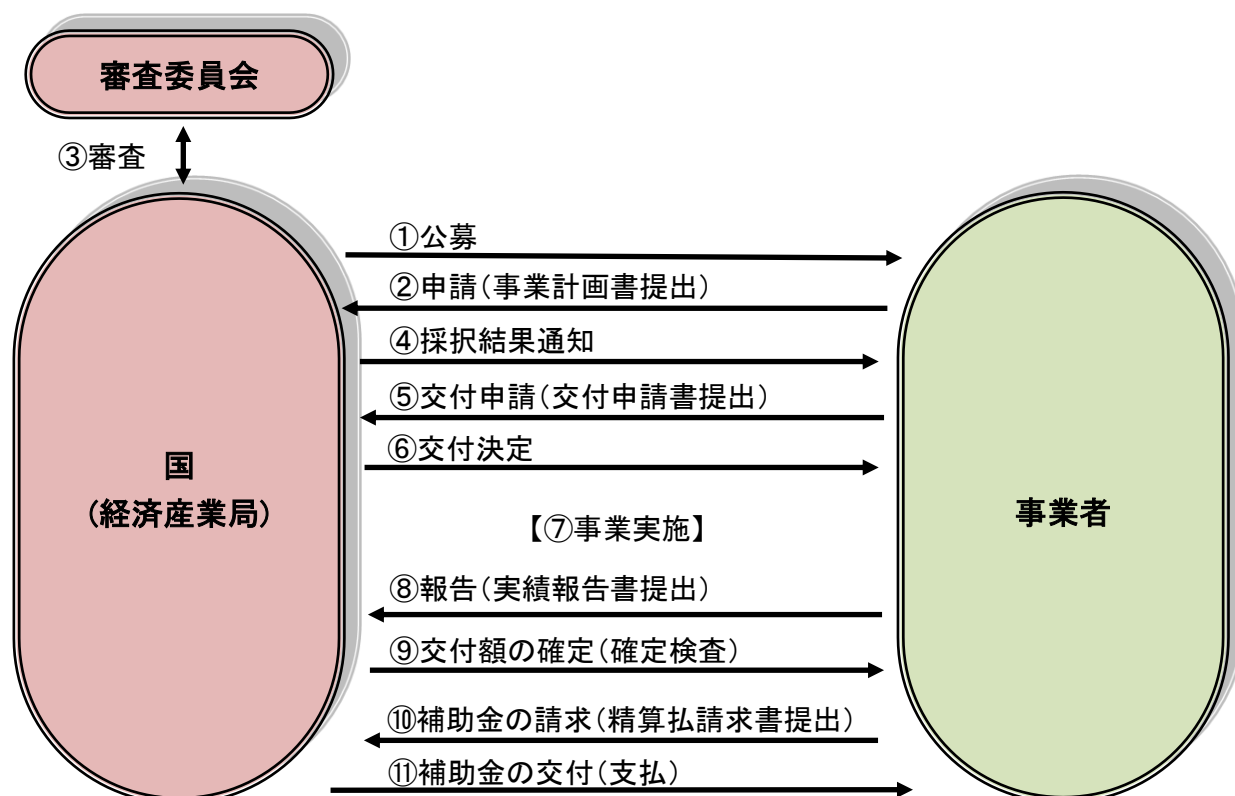 審査委員会
③審査
①公募
②申請(事業計画書提出)
④採択結果通知
⑤交付申請(交付申請書提出)
⑥交付決定
国
(経済産業局)
事業者
【⑦事業実施】
⑧報告(実績報告書提出)
⑨交付額の確定(確定検査)
⑩補助金の請求(精算払請求書提出)
⑪補助金の交付(支払)